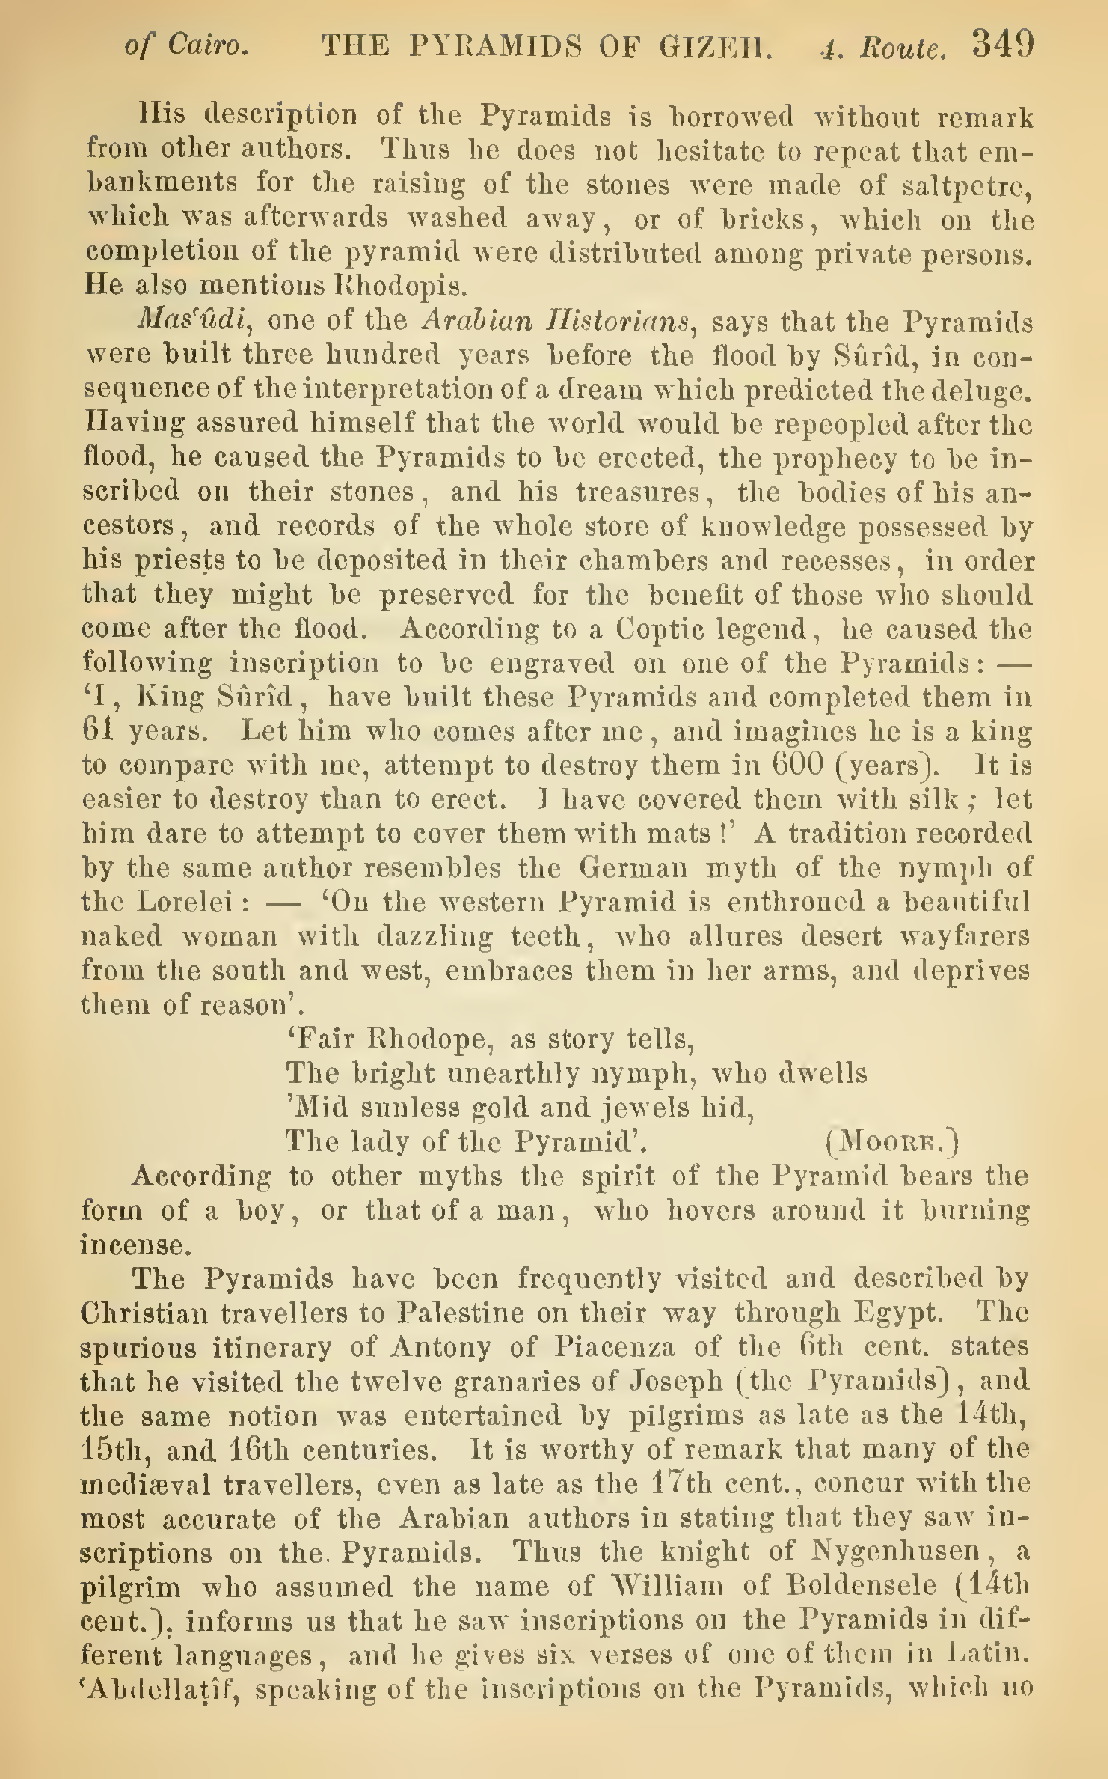 of Cairo. THE PYRAMIDS OF GIZEH. 4. Route. 349
His description of the Pyramids is borrowed without remark
from other authors. Thus he does not hesitate to repeat that em-
bankments for the raising of the stones were made of saltpetre,
which was afterwards washed away, or of bricks, which on the
completion of the pyramid were distributed among private persons.
He also mentions Rhodopis.
Masʿûdi, one of the Arabian Historians, says that the Pyramids
were built three hundred years before the flood by Sûrîd, in con-
sequence of the interpretation of a dream which predicted the deluge.
Having assured himself that the world would be repeopled after the
flood, he caused the Pyramids to be erected, the prophecy to be in-
scribed on their stones, and his treasures, the bodies of his an-
cestors, and records of the whole store of knowledge possessed by
his priests to be deposited in their chambers and recesses, in order
that they might be preserved for the benefit of those who should
come after the flood. According to a Coptic legend, he caused the
following inscription to be engraved on one of the Pyramids: —
‘I, King Sûrîd, have built these Pyramids and completed them in
61 years. Let him who comes after me, and imagines he is a king
to compare with me, attempt to destroy them in 600 (years). It is
easier to destroy than to erect. I have covered them with silk; let
him dare to attempt to cover them with mats!’ A tradition recorded
by the same author resembles the German myth of the nymph of
the Lorelei: — ‘On the western Pyramid is enthroned a beautiful
naked woman with dazzling teeth, who allures desert wayfarers
from the south and west, embraces them in her arms, and deprives
them of reason’.
‘Fair Rhodope, as story tells,
The bright unearthly nymph, who dwells
’Mid sunless gold and jewels hid,
The lady of the Pyramid’. (MOORE.)
According to other myths the spirit of the Pyramid bears the
form of a boy, or that of a man, who hovers around it burning
incense.
The Pyramids have been frequently visited and described by
Christian travellers to Palestine on their way through Egypt. The
spurious itinerary of Antony of Piacenza of the 6th cent. states
that he visited the twelve granaries of Joseph (the Pyramids), and
the same notion was entertained by pilgrims as late as the 14th,
15th, and 16th centuries. It is worthy of remark that many of the
mediæval travellers, even as late as the 17th cent., concur with the
most accurate of the Arabian authors in stating that they saw in-
scriptions on the Pyramids. Thus the knight of Nygenhusen, a
pilgrim who assumed the name of William of Boldensele (14th
cent.), informs us that he saw inscriptions on the Pyramids in dif-
ferent languages, and he gives six verses of one of them in Latin.
ʿAbdellaṭîf, speaking of the inscriptions on the Pyramids, which no